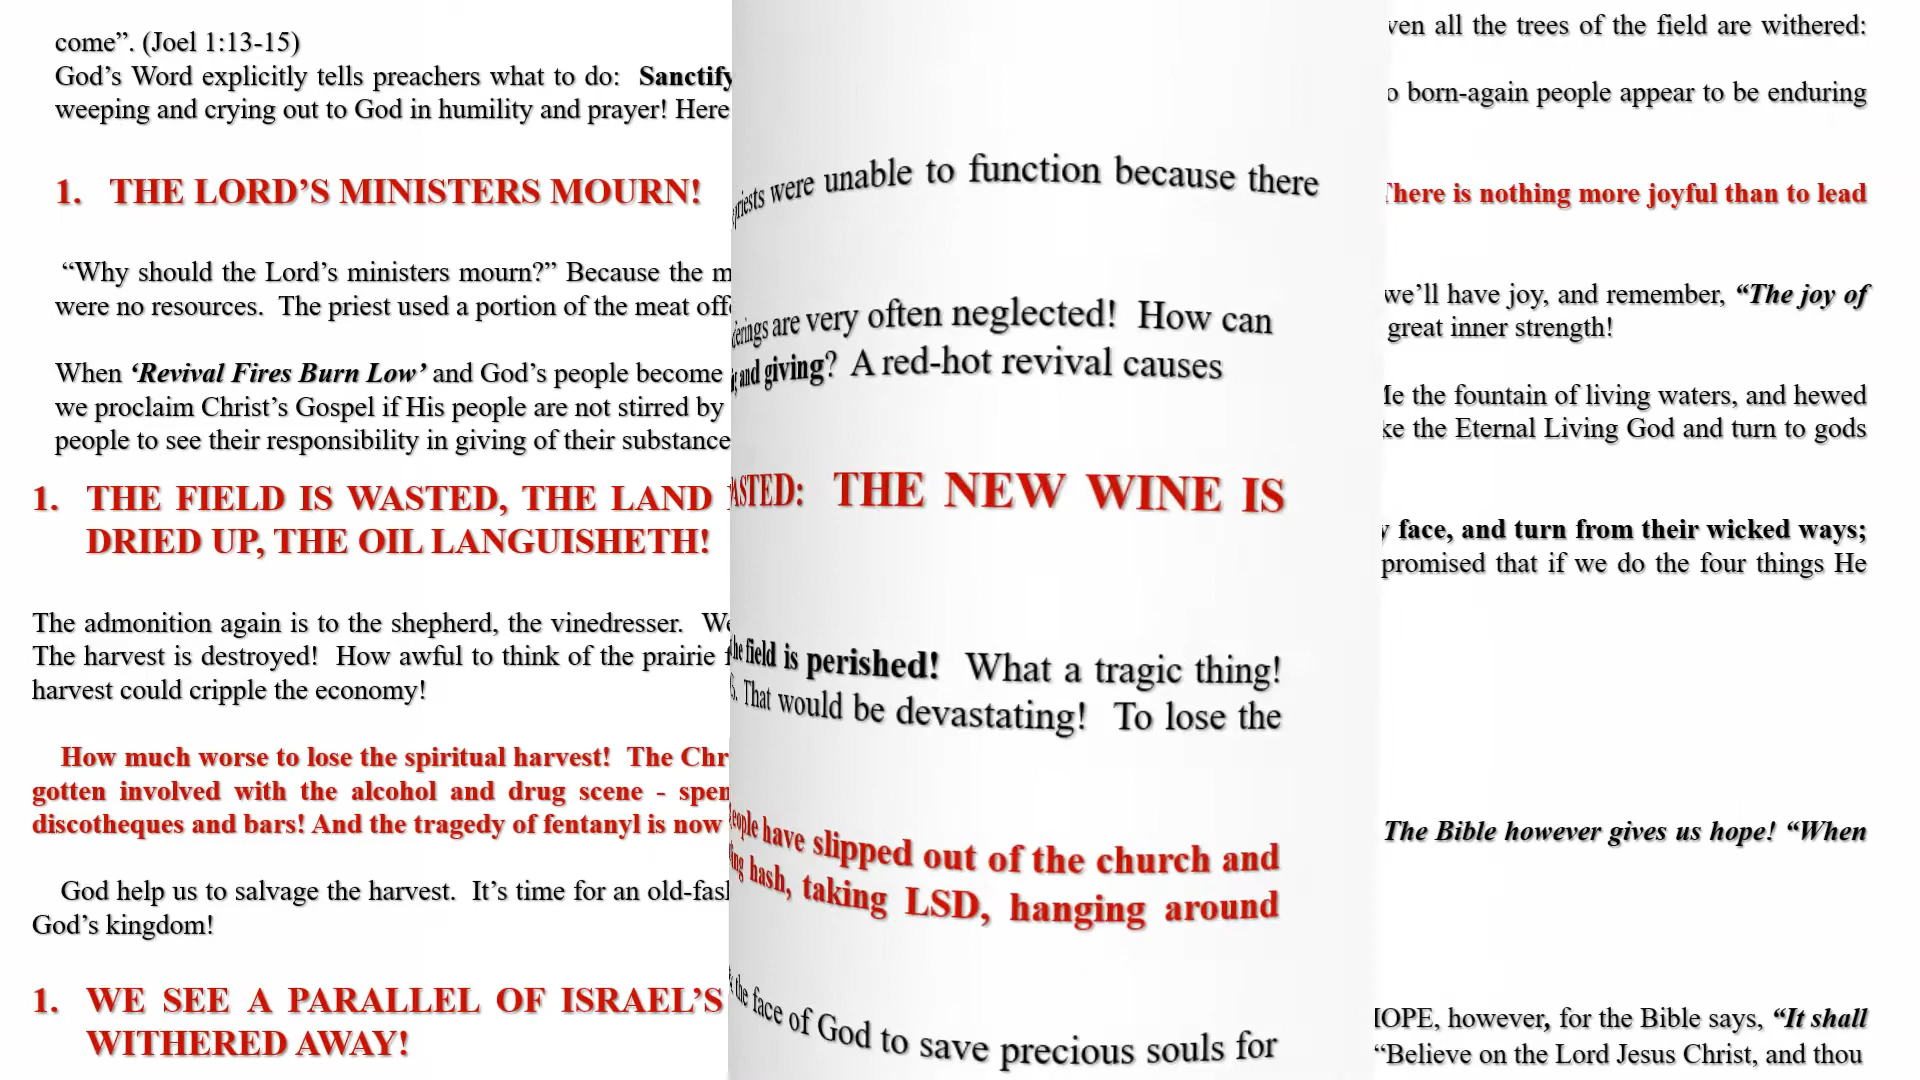 come”. (Joel 1:13-15)
God’s Word explicitly tells preachers what to do: Sanctify
weeping and crying out to God in humility and prayer! Here
1. THE LORD’S MINISTERS MOURN!
“Why should the Lord’s ministers mourn?” Because the
were no resources. The priest used a portion of the meat
When ‘Revival Fires Burn Low’ and God’s people become
we proclaim Christ’s Gospel if His people are not stirred by
people to see their responsibility in giving of their substance
1. THE FIELD IS WASTED, THE LAND
DRIED UP, THE OIL LANGUISHETH!
The admonition again is to the shepherd, the vinedresser.
The harvest is destroyed! How awful to think of the prairie
harvest could cripple the economy!
How much worse to lose the spiritual harvest! The
gotten involved with the alcohol and drug scene -
discotheques and bars! And the tragedy of fentanyl is now
God help us to salvage the harvest. It’s time for an
God’s kingdom!
1. WE SEE A PARALLEL OF ISRAEL’S
WITHERED AWAY!
were unable to function because there
are very often neglected! How can
and giving? A red-hot revival causes
THE NEW WINE IS
field is perished! What a tragic thing!
That would be devastating! To lose the
have slipped out of the church and
hash, taking LSD, hanging around
the face of God to save precious souls for
all the trees of the field are withered:
born-again people appear to be enduring
There is nothing more joyful than to lead
we’ll have joy, and remember, “The joy of
great inner strength!
the fountain of living waters, and hewed
the Eternal Living God and turn to gods
face, and turn from their wicked ways;
promised that if we do the four things He
The Bible however gives us hope! “When
HOPE, however, for the Bible says, “It shall
“Believe on the Lord Jesus Christ, and thou